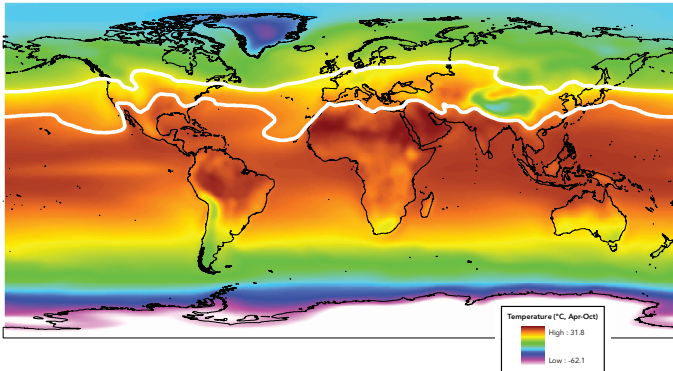 Temperature (°C, Apr-Oct)
High : 31.8
Low : -62.1